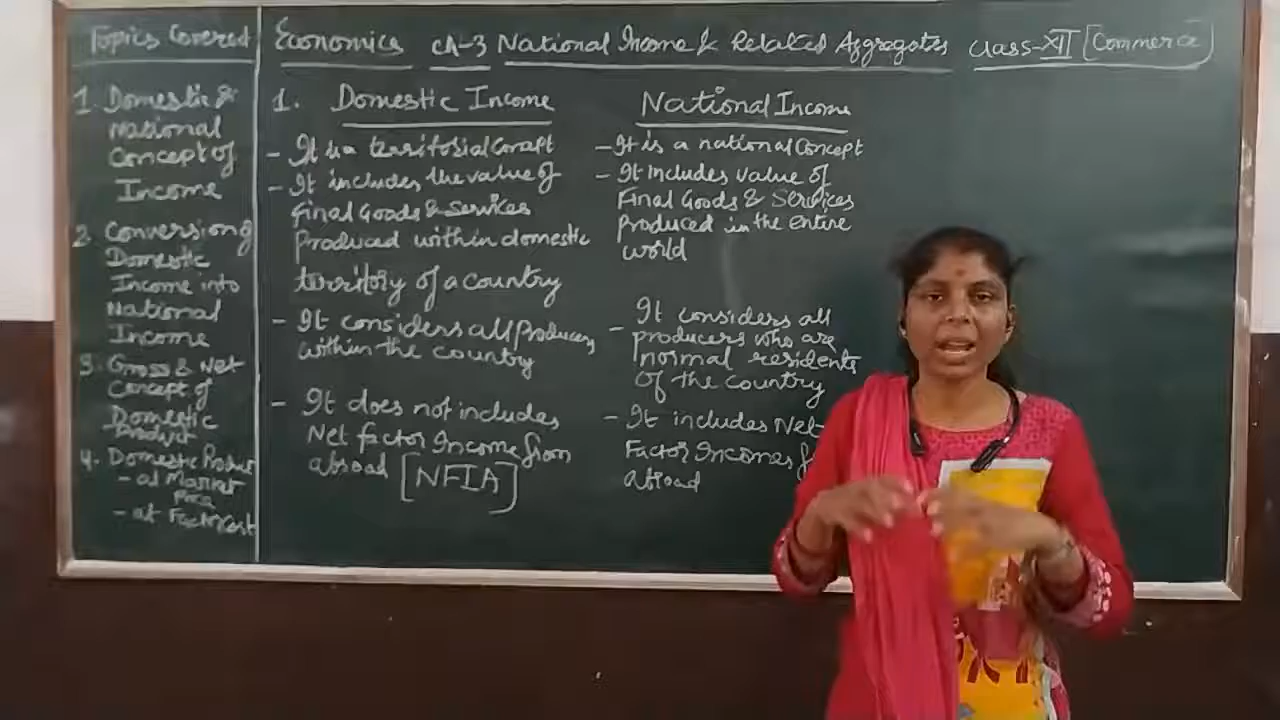 Topics Covered
1. Domestic &
National
Concept of
Income
2. Conversion of
Domestic
Income into
National
Income
3. Gross & Net
Concept of
Domestic
Product
4. Domestic Product
- at Market
Price
- at Factor Cost
Economics Ch-3 National Income & Related Aggregates Class-XII [Commerce]
1. Domestic Income
- It is a territorial Concept
- It includes the value of
final Goods & Services
Produced within domestic
territory of a country
- It considers all Producers
within the country
- It does not includes
Net factor Income from
abroad [NFIA]
National Income
- It is a national Concept
- It includes value of
Final Goods & Services
Produced in the entire
world
- It considers all
producers who are
normal residents
of the country
- It includes Net
Factor Incomes f
abroad